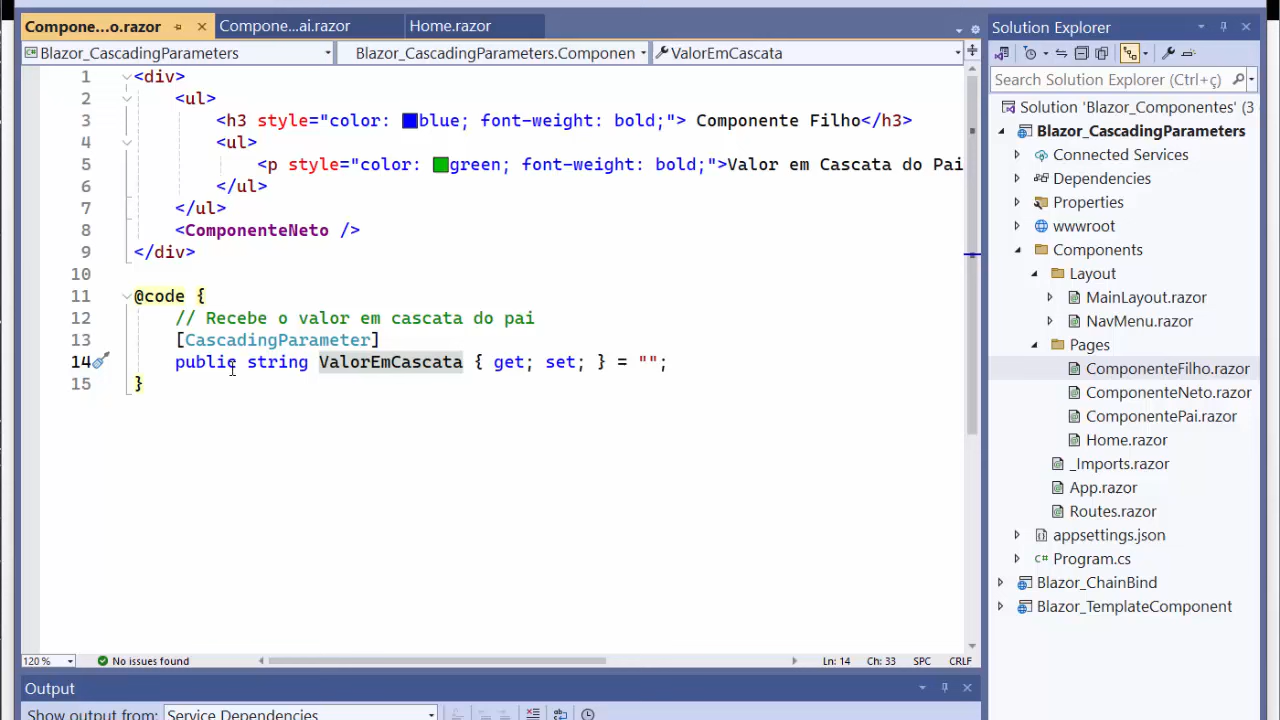 Compone...o.razor
Compone...ai.razor
Home.razor
Blazor_CascadingParameters
Blazor_CascadingParameters.Componen
ValorEmCascata
1 <div>
2 <ul>
3 <h3 style="color: blue; font-weight: bold;"> Componente Filho</h3>
4 <ul>
5 <p style="color: green; font-weight: bold;">Valor em Cascata do Pai
6 </ul>
7 </ul>
8 <ComponenteNeto />
9 </div>
10
11 @code {
12 // Recebe o valor em cascata do pai
13 [CascadingParameter]
14 public string ValorEmCascata { get; set; } = "";
15 }
120 %
No issues found
Ln: 14
Ch: 33
SPC
CRLF
Output
Show output from: Service Dependencies
Solution Explorer
Search Solution Explorer (Ctrl+ç)
Solution 'Blazor_Componentes' (3
Blazor_CascadingParameters
Connected Services
Dependencies
Properties
wwwroot
Components
Layout
MainLayout.razor
NavMenu.razor
Pages
ComponenteFilho.razor
ComponenteNeto.razor
ComponentePai.razor
Home.razor
_Imports.razor
App.razor
Routes.razor
appsettings.json
Program.cs
Blazor_ChainBind
Blazor_TemplateComponent